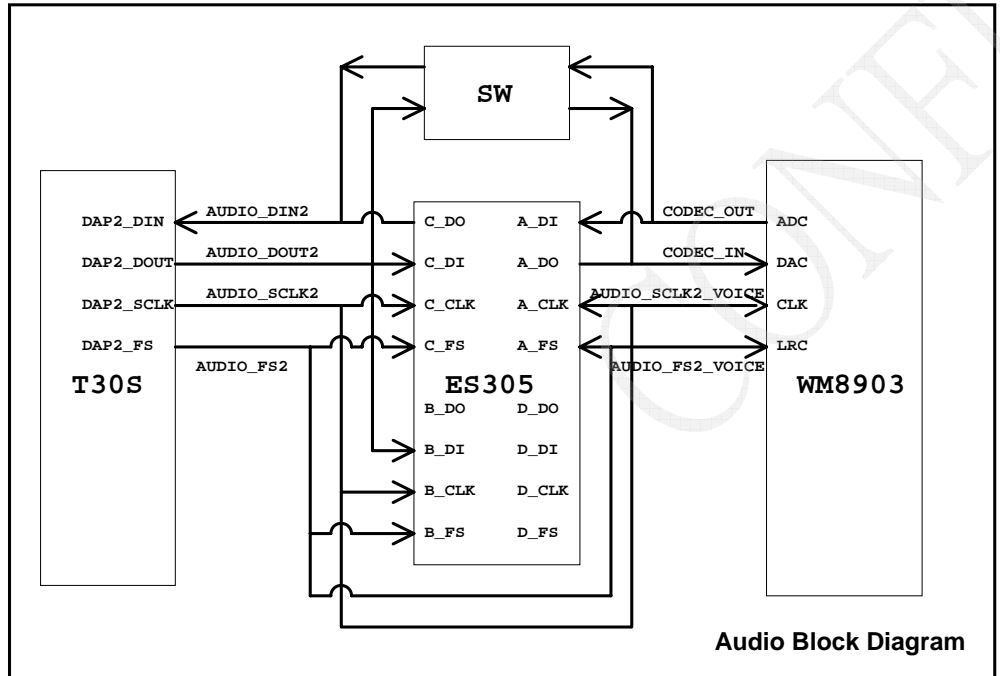 SW
DAP2_DIN
DAP2_DOUT
DAP2_SCLK
DAP2_FS
T30S
AUDIO_DIN2
AUDIO_DOUT2
AUDIO_SCLK2
AUDIO_FS2
C_DO
C_DI
C_CLK
C_FS
A_DI
A_DO
A_CLK
A_FS
ES305
B_DO
B_DI
B_CLK
B_FS
D_DO
D_DI
D_CLK
D_FS
CODEC_OUT
CODEC_IN
AUDIO_SCLK2_VOICE
AUDIO_FS2_VOICE
ADC
DAC
CLK
LRC
WM8903
Audio Block Diagram